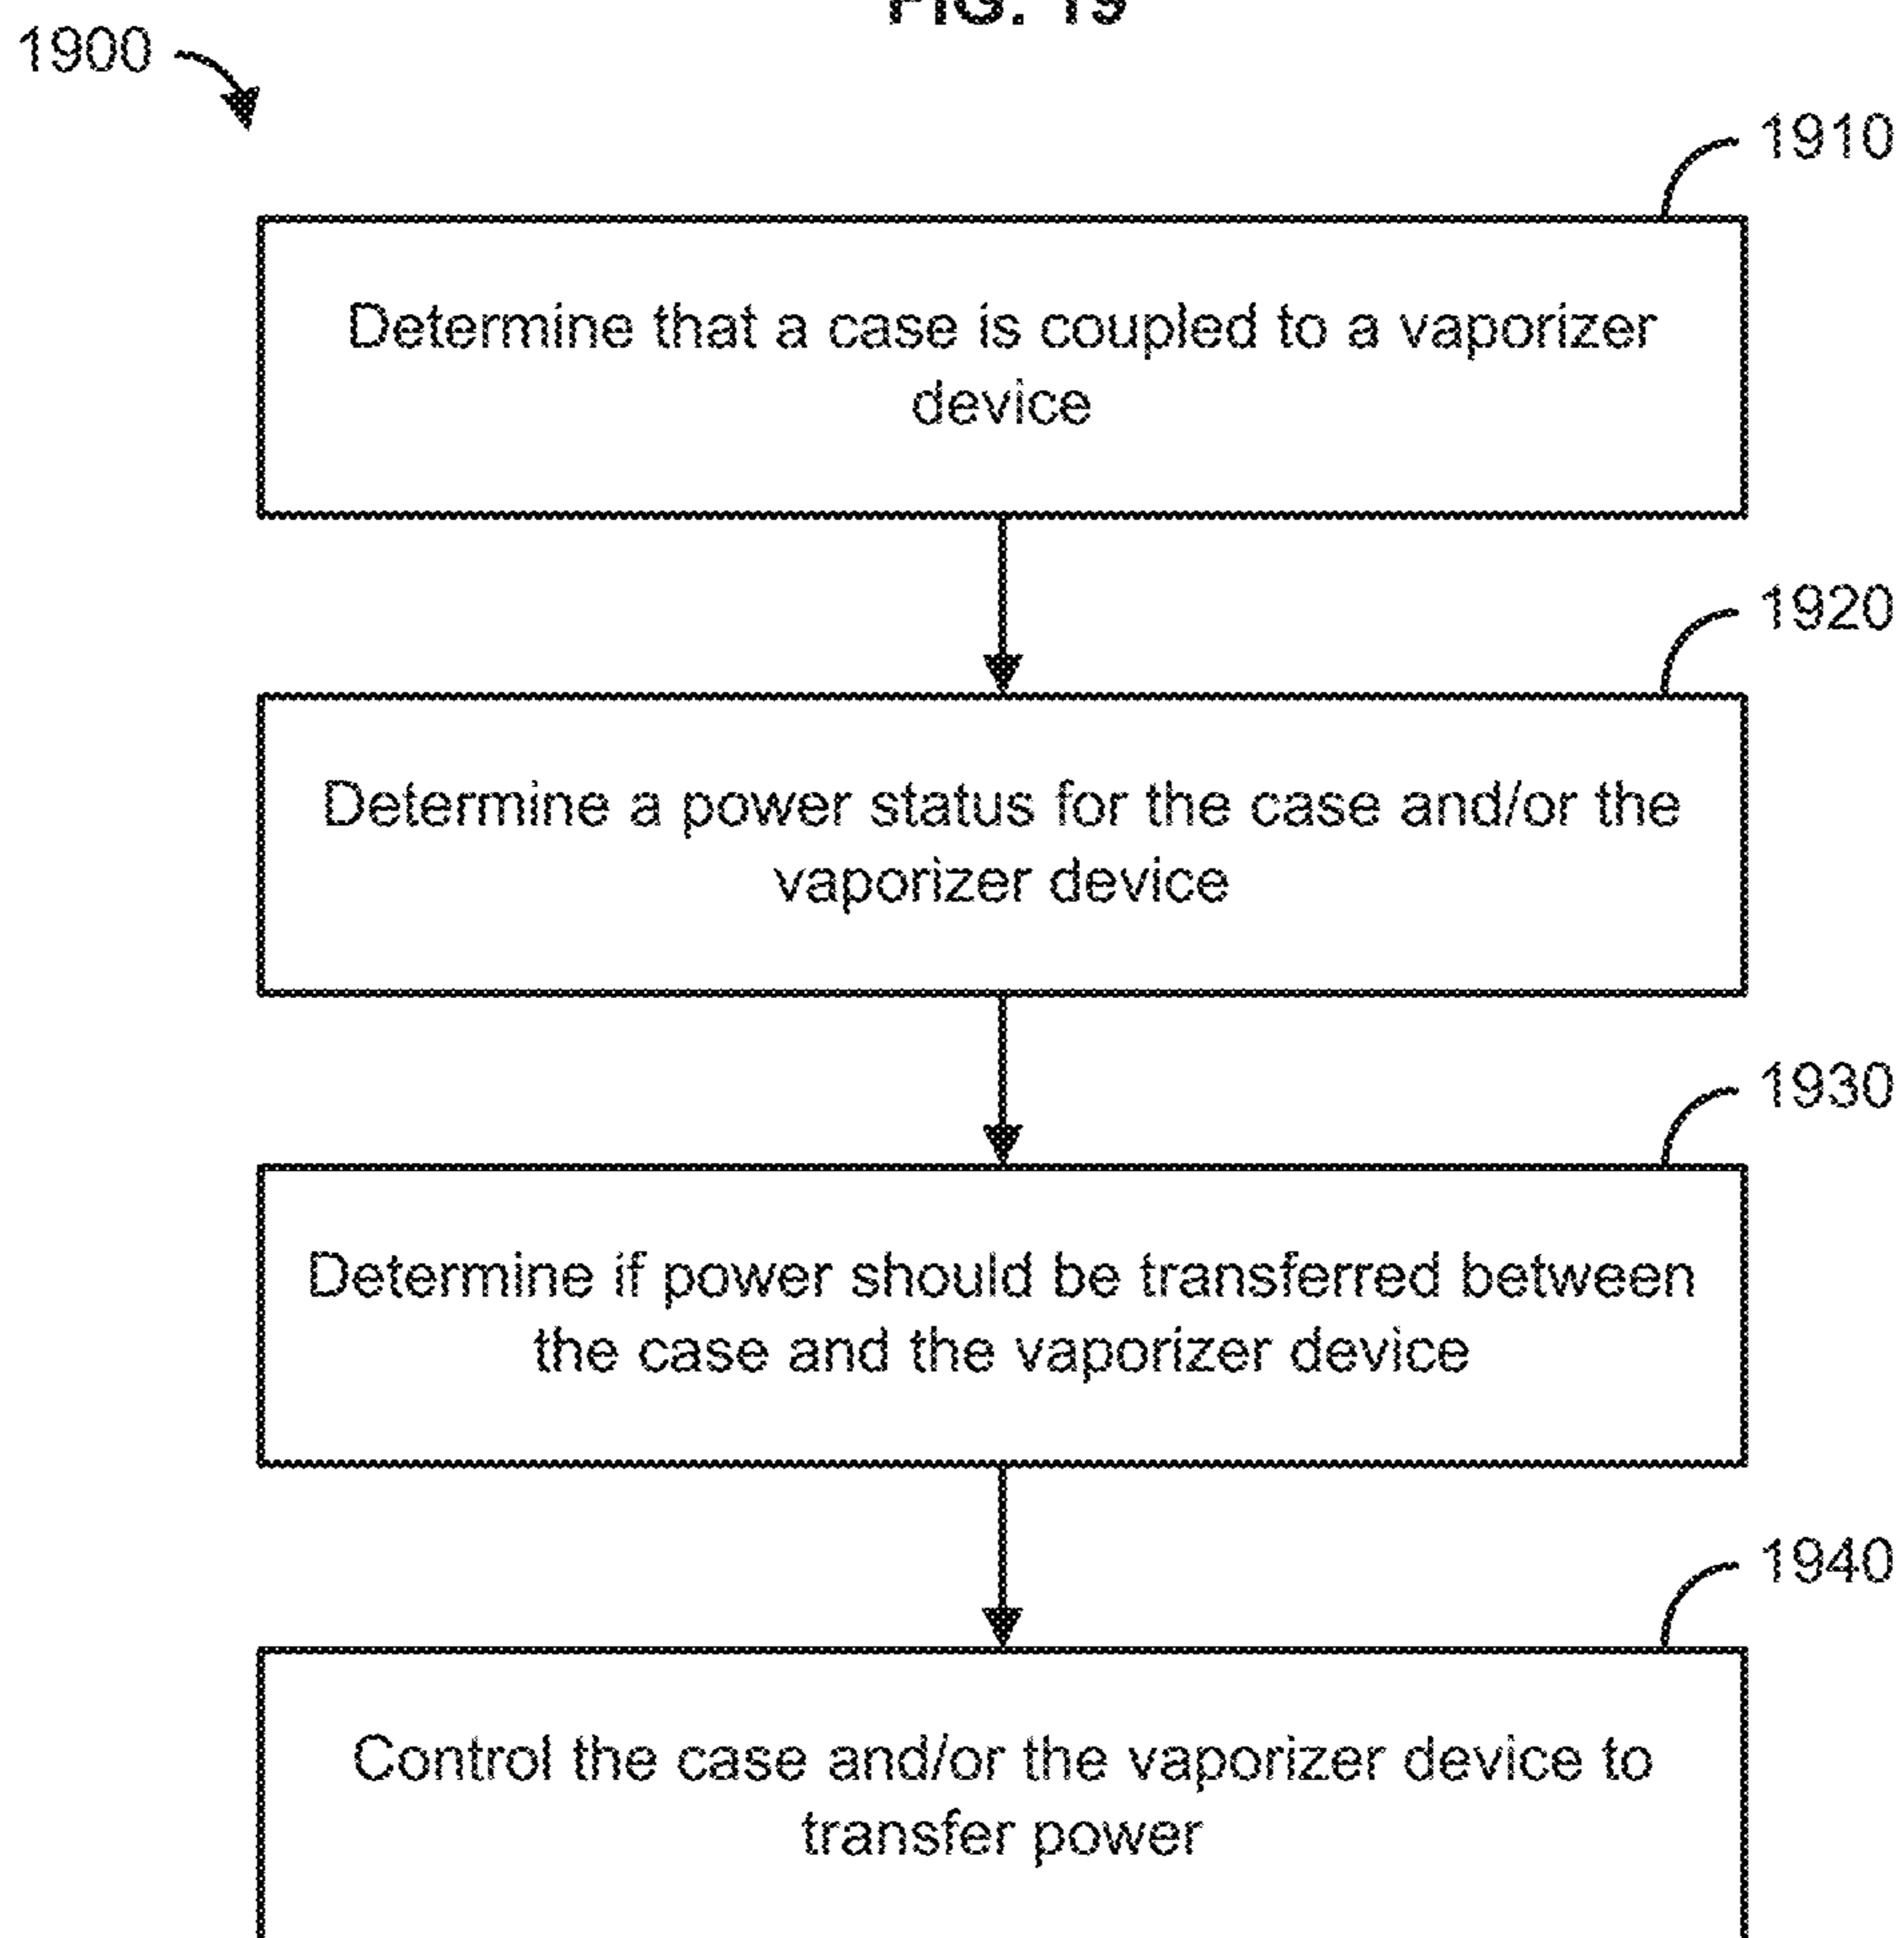 FIG. 19
1900
1910
Determine that a case is coupled to a vaporizer
device
1920
Determine a power status for the case and/or the
vaporizer device
1930
Determine if power should be transferred between
the case and the vaporizer device
1940
Control the case and/or the vaporizer device to
transfer power